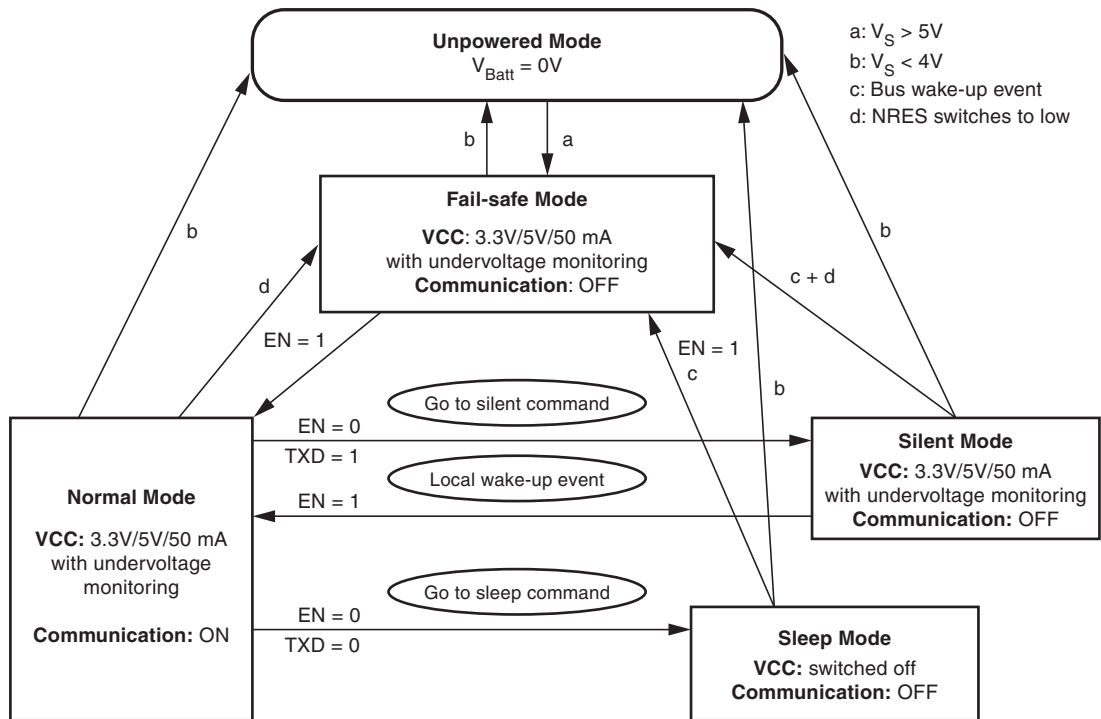 Unpowered Mode
V_Batt = 0V
a: V_S > 5V
b: V_S < 4V
c: Bus wake-up event
d: NRES switches to low
b
a
Fail-safe Mode
VCC: 3.3V/5V/50 mA
with undervoltage monitoring
Communication: OFF
b
d
EN = 1
c + d
b
EN = 1
c
b
Go to silent command
EN = 0
TXD = 1
Local wake-up event
EN = 1
Silent Mode
VCC: 3.3V/5V/50 mA
with undervoltage monitoring
Communication: OFF
Normal Mode
VCC: 3.3V/5V/50 mA
with undervoltage
monitoring
Communication: ON
Go to sleep command
EN = 0
TXD = 0
Sleep Mode
VCC: switched off
Communication: OFF